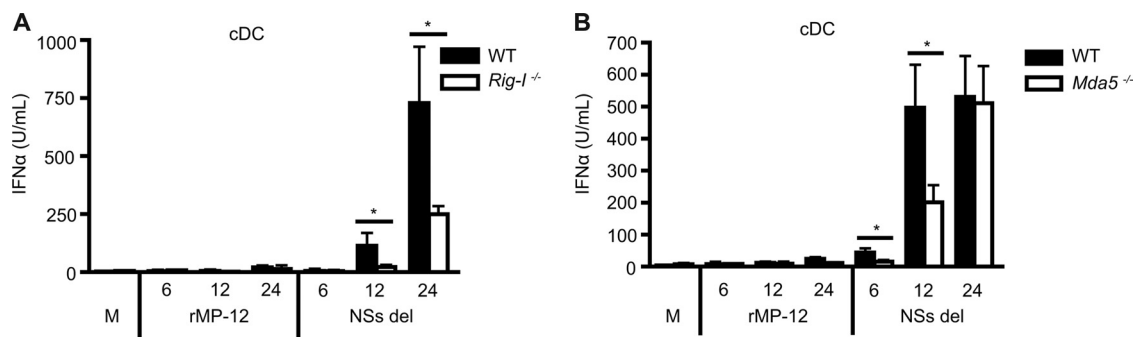 A
cDC
*
WT
Rig-I -/-
1000
750
500
250
0
IFNα (U/mL)
*
6 12 24 6 12 24
M rMP-12 NSs del
B
cDC
*
WT
Mda5 -/-
700
600
500
400
300
200
100
0
IFNα (U/mL)
*
6 12 24 6 12 24
M rMP-12 NSs del